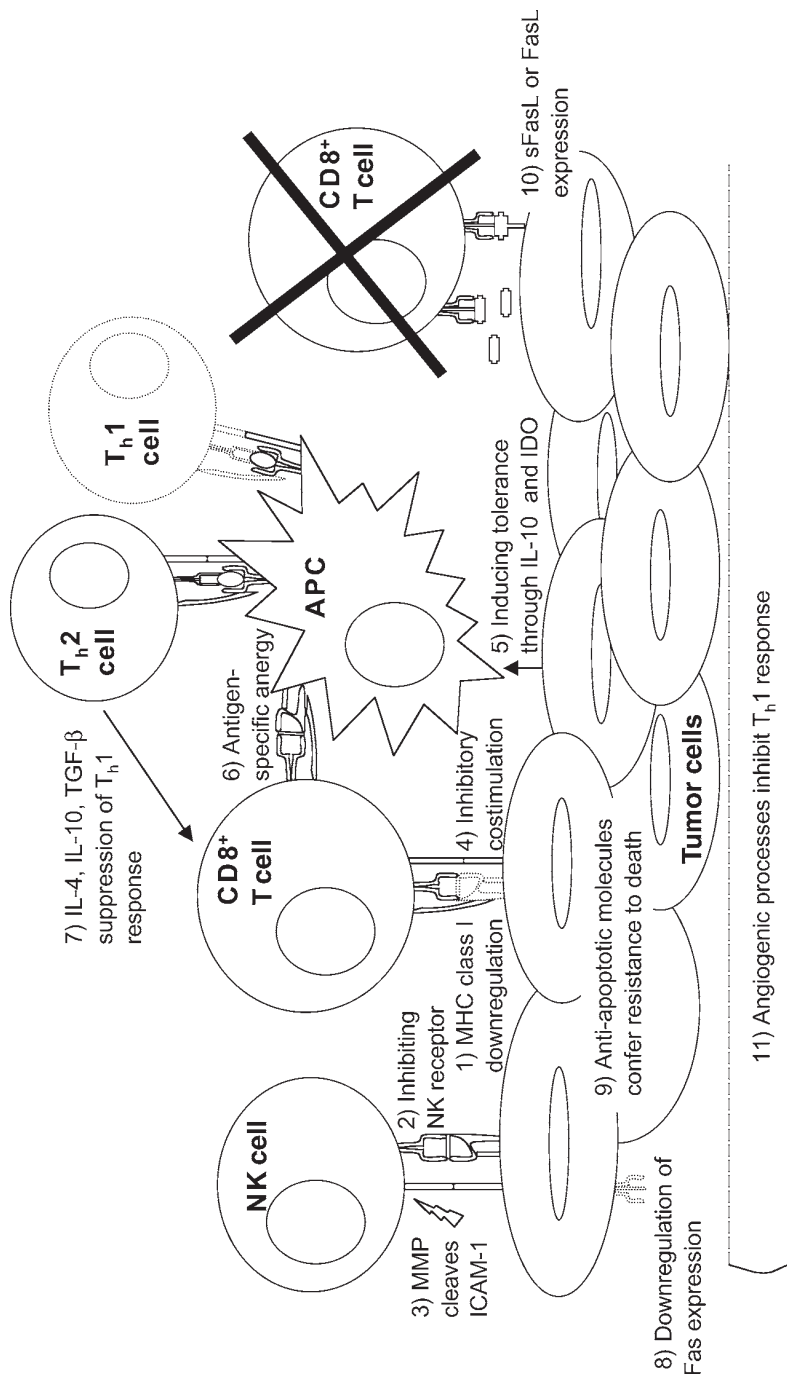 7) IL-4, IL-10, TGF-β
suppression of Th1
response
Th2
cell
Th1
cell
NK cell
CD8+
T cell
6) Antigen-
specific anergy
APC
CD8+
T cell
3) MMP
cleaves
ICAM-1
2) Inhibiting
NK receptor
1) MHC class I
downregulation
4) Inhibitory
costimulation
5) Inducing tolerance
through IL-10 and IDO
10) sFasL or FasL
expression
8) Downregulation of
Fas expression
9) Anti-apoptotic molecules
confer resistance to death
Tumor cells
11) Angiogenic processes inhibit Th1 response